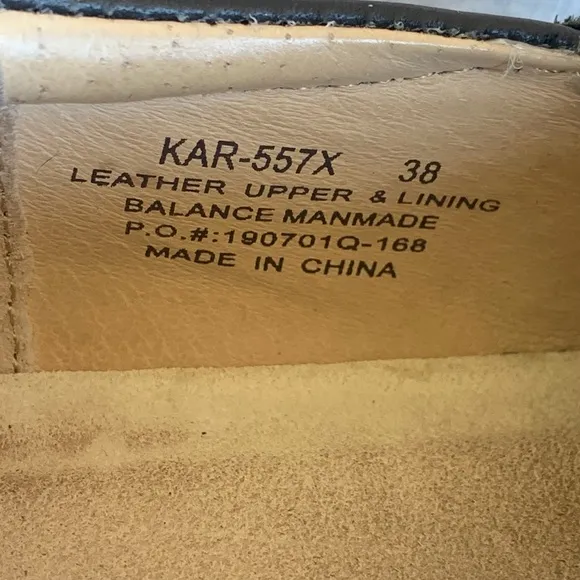 KAR-557X 38
LEATHER UPPER & LINING
BALANCE MANMADE
P.O.#:190701Q-168
MADE IN CHINA